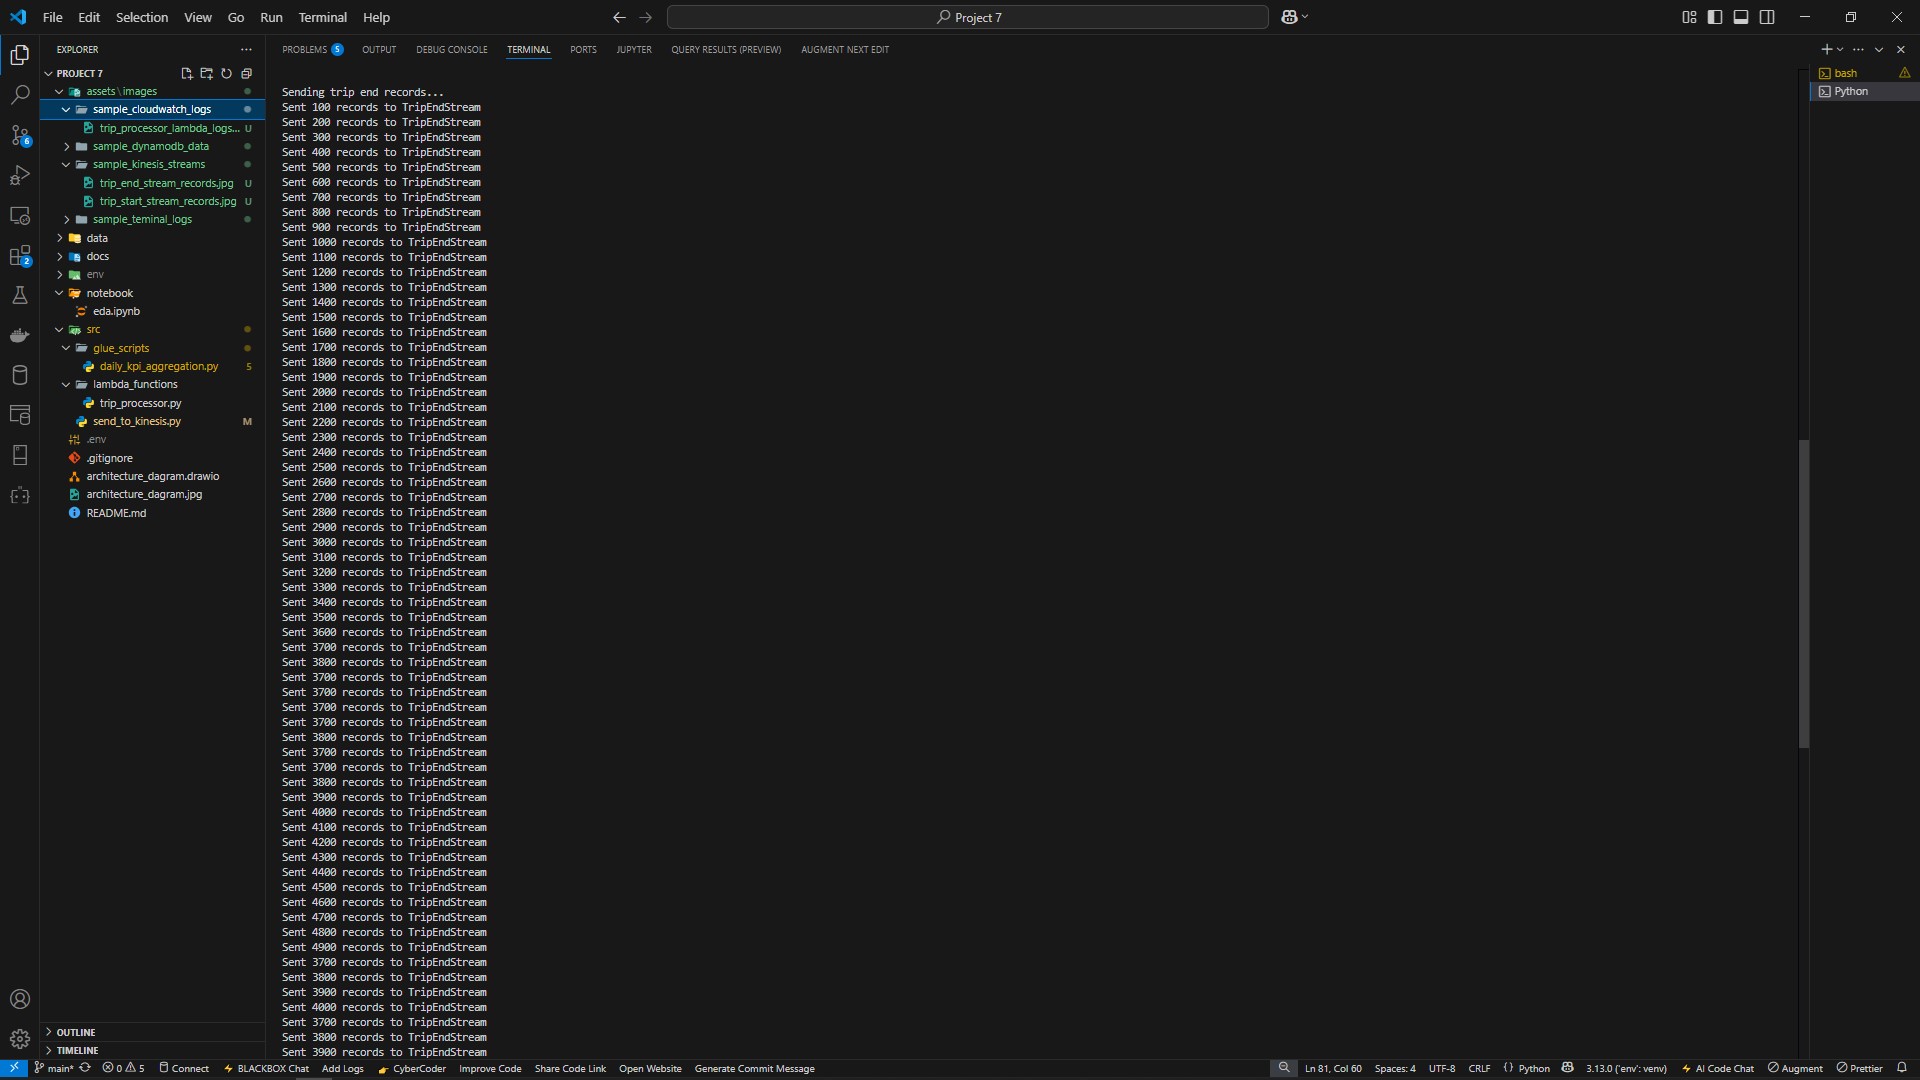 File Edit Selection View Go Run Terminal Help
Project 7
EXPLORER
PROBLEMS 5 OUTPUT DEBUG CONSOLE TERMINAL PORTS JUPYTER QUERY RESULTS (PREVIEW) AUGMENT NEXT EDIT
PROJECT 7
assets\images
sample_cloudwatch_logs
trip_processor_lambda_logs... U
sample_dynamodb_data
sample_kinesis_streams
trip_end_stream_records.jpg U
trip_start_stream_records.jpg U
sample_teminal_logs
data
docs
env
notebook
eda.ipynb
src
glue_scripts
daily_kpi_aggregation.py 5
lambda_functions
trip_processor.py
send_to_kinesis.py M
.env
.gitignore
architecture_dagram.drawio
architecture_dagram.jpg
README.md
OUTLINE
TIMELINE
6
2
Sending trip end records...
Sent 100 records to TripEndStream
Sent 200 records to TripEndStream
Sent 300 records to TripEndStream
Sent 400 records to TripEndStream
Sent 500 records to TripEndStream
Sent 600 records to TripEndStream
Sent 700 records to TripEndStream
Sent 800 records to TripEndStream
Sent 900 records to TripEndStream
Sent 1000 records to TripEndStream
Sent 1100 records to TripEndStream
Sent 1200 records to TripEndStream
Sent 1300 records to TripEndStream
Sent 1400 records to TripEndStream
Sent 1500 records to TripEndStream
Sent 1600 records to TripEndStream
Sent 1700 records to TripEndStream
Sent 1800 records to TripEndStream
Sent 1900 records to TripEndStream
Sent 2000 records to TripEndStream
Sent 2100 records to TripEndStream
Sent 2200 records to TripEndStream
Sent 2300 records to TripEndStream
Sent 2400 records to TripEndStream
Sent 2500 records to TripEndStream
Sent 2600 records to TripEndStream
Sent 2700 records to TripEndStream
Sent 2800 records to TripEndStream
Sent 2900 records to TripEndStream
Sent 3000 records to TripEndStream
Sent 3100 records to TripEndStream
Sent 3200 records to TripEndStream
Sent 3300 records to TripEndStream
Sent 3400 records to TripEndStream
Sent 3500 records to TripEndStream
Sent 3600 records to TripEndStream
Sent 3700 records to TripEndStream
Sent 3800 records to TripEndStream
Sent 3700 records to TripEndStream
Sent 3700 records to TripEndStream
Sent 3700 records to TripEndStream
Sent 3700 records to TripEndStream
Sent 3800 records to TripEndStream
Sent 3700 records to TripEndStream
Sent 3700 records to TripEndStream
Sent 3800 records to TripEndStream
Sent 3900 records to TripEndStream
Sent 4000 records to TripEndStream
Sent 4100 records to TripEndStream
Sent 4200 records to TripEndStream
Sent 4300 records to TripEndStream
Sent 4400 records to TripEndStream
Sent 4500 records to TripEndStream
Sent 4600 records to TripEndStream
Sent 4700 records to TripEndStream
Sent 4800 records to TripEndStream
Sent 4900 records to TripEndStream
Sent 3700 records to TripEndStream
Sent 3800 records to TripEndStream
Sent 3900 records to TripEndStream
Sent 4000 records to TripEndStream
Sent 3700 records to TripEndStream
Sent 3800 records to TripEndStream
Sent 3900 records to TripEndStream
bash
Python
main* 0 5 Connect BLACKBOX Chat Add Logs CyberCoder Improve Code Share Code Link Open Website Generate Commit Message Ln 81, Col 60 Spaces: 4 UTF-8 CRLF Python 3.13.0 ('env': venv) AI Code Chat Augment Prettier